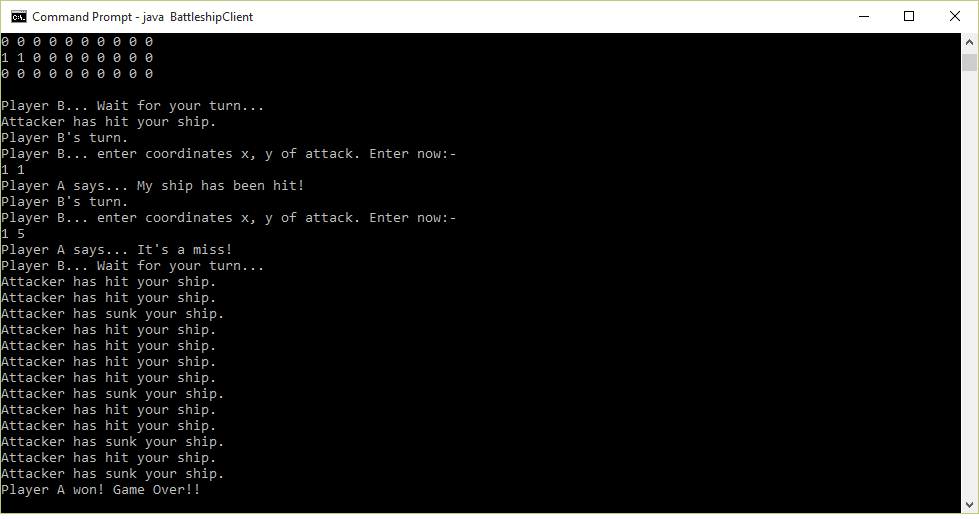 Command Prompt - java BattleshipClient
0 0 0 0 0 0 0 0 0 0
1 1 0 0 0 0 0 0 0 0
0 0 0 0 0 0 0 0 0 0
Player B... Wait for your turn...
Attacker has hit your ship.
Player B's turn.
Player B... enter coordinates x, y of attack. Enter now:-
1 1
Player A says... My ship has been hit!
Player B's turn.
Player B... enter coordinates x, y of attack. Enter now:-
1 5
Player A says... It's a miss!
Player B... Wait for your turn...
Attacker has hit your ship.
Attacker has hit your ship.
Attacker has sunk your ship.
Attacker has hit your ship.
Attacker has hit your ship.
Attacker has hit your ship.
Attacker has hit your ship.
Attacker has sunk your ship.
Attacker has hit your ship.
Attacker has hit your ship.
Attacker has sunk your ship.
Attacker has hit your ship.
Attacker has sunk your ship.
Player A won! Game Over!!